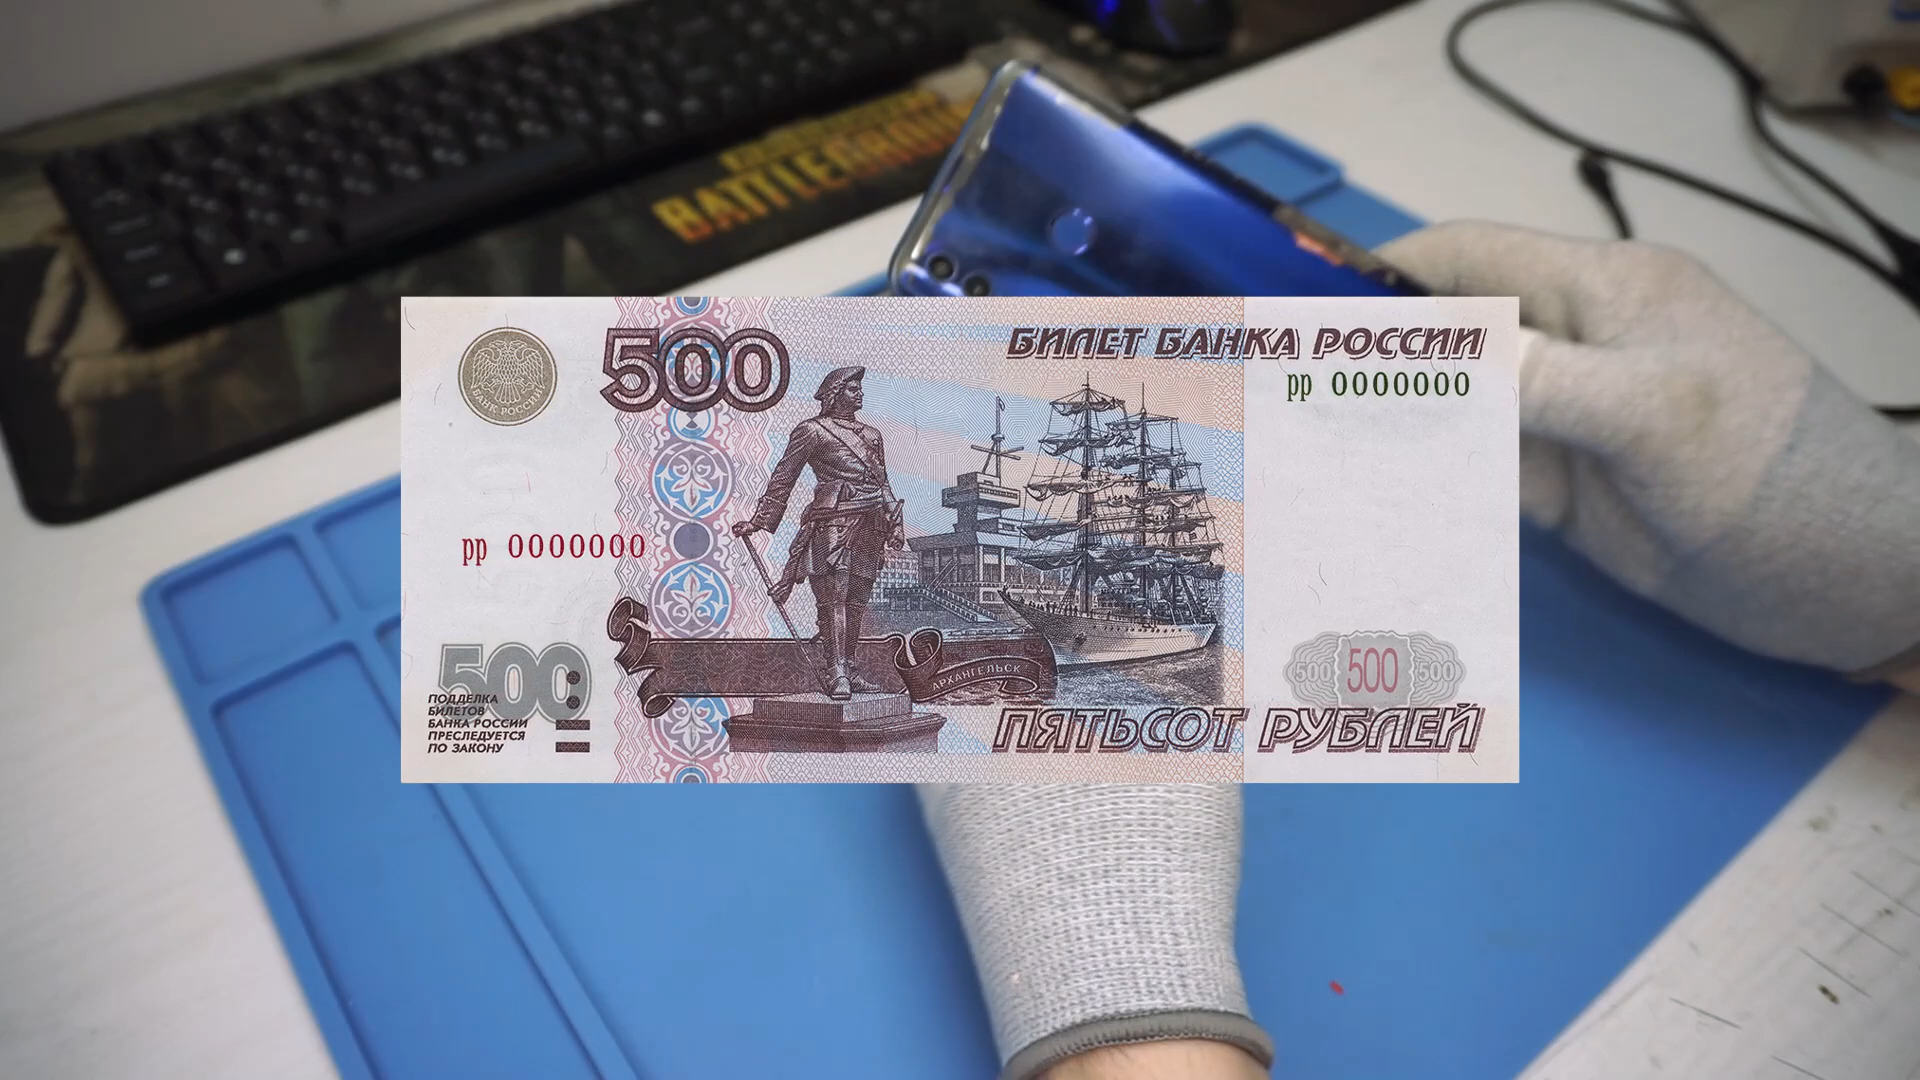 BATTLEGROUNDS
500
БИЛЕТ БАНКА РОССИИ
рр 0000000
БАНК РОССИИ
рр 0000000
500
ПОДДЕЛКА
БИЛЕТОВ
БАНКА РОССИИ
ПРЕСЛЕДУЕТСЯ
ПО ЗАКОНУ
АРХАНГЕЛЬСК
500 500 500
ПЯТЬСОТ РУБЛЕЙ